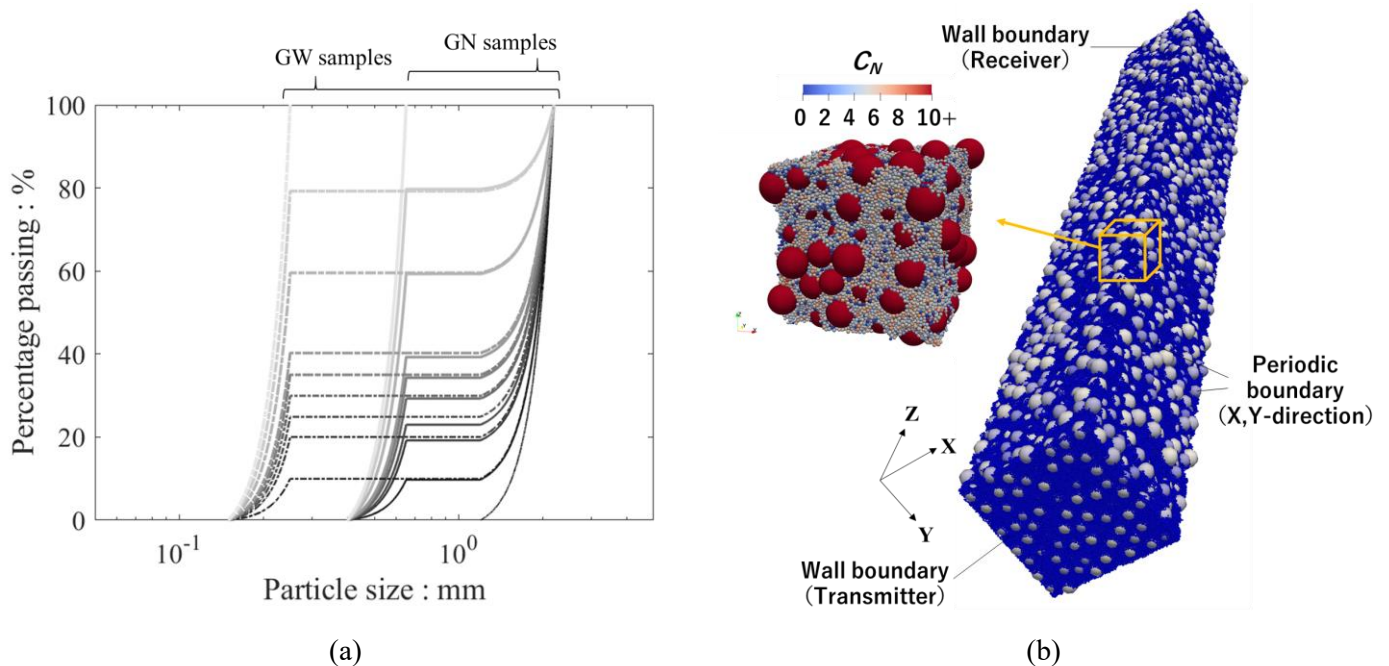 GW samples
GN samples
100
80
60
40
20
0
Percentage passing : %
10⁻¹
10⁰
Particle size : mm
(a)
C_N
0 2 4 6 8 10+
Wall boundary
(Receiver)
Periodic
boundary
(X,Y-direction)
Z
X
Y
Wall boundary
(Transmitter)
(b)